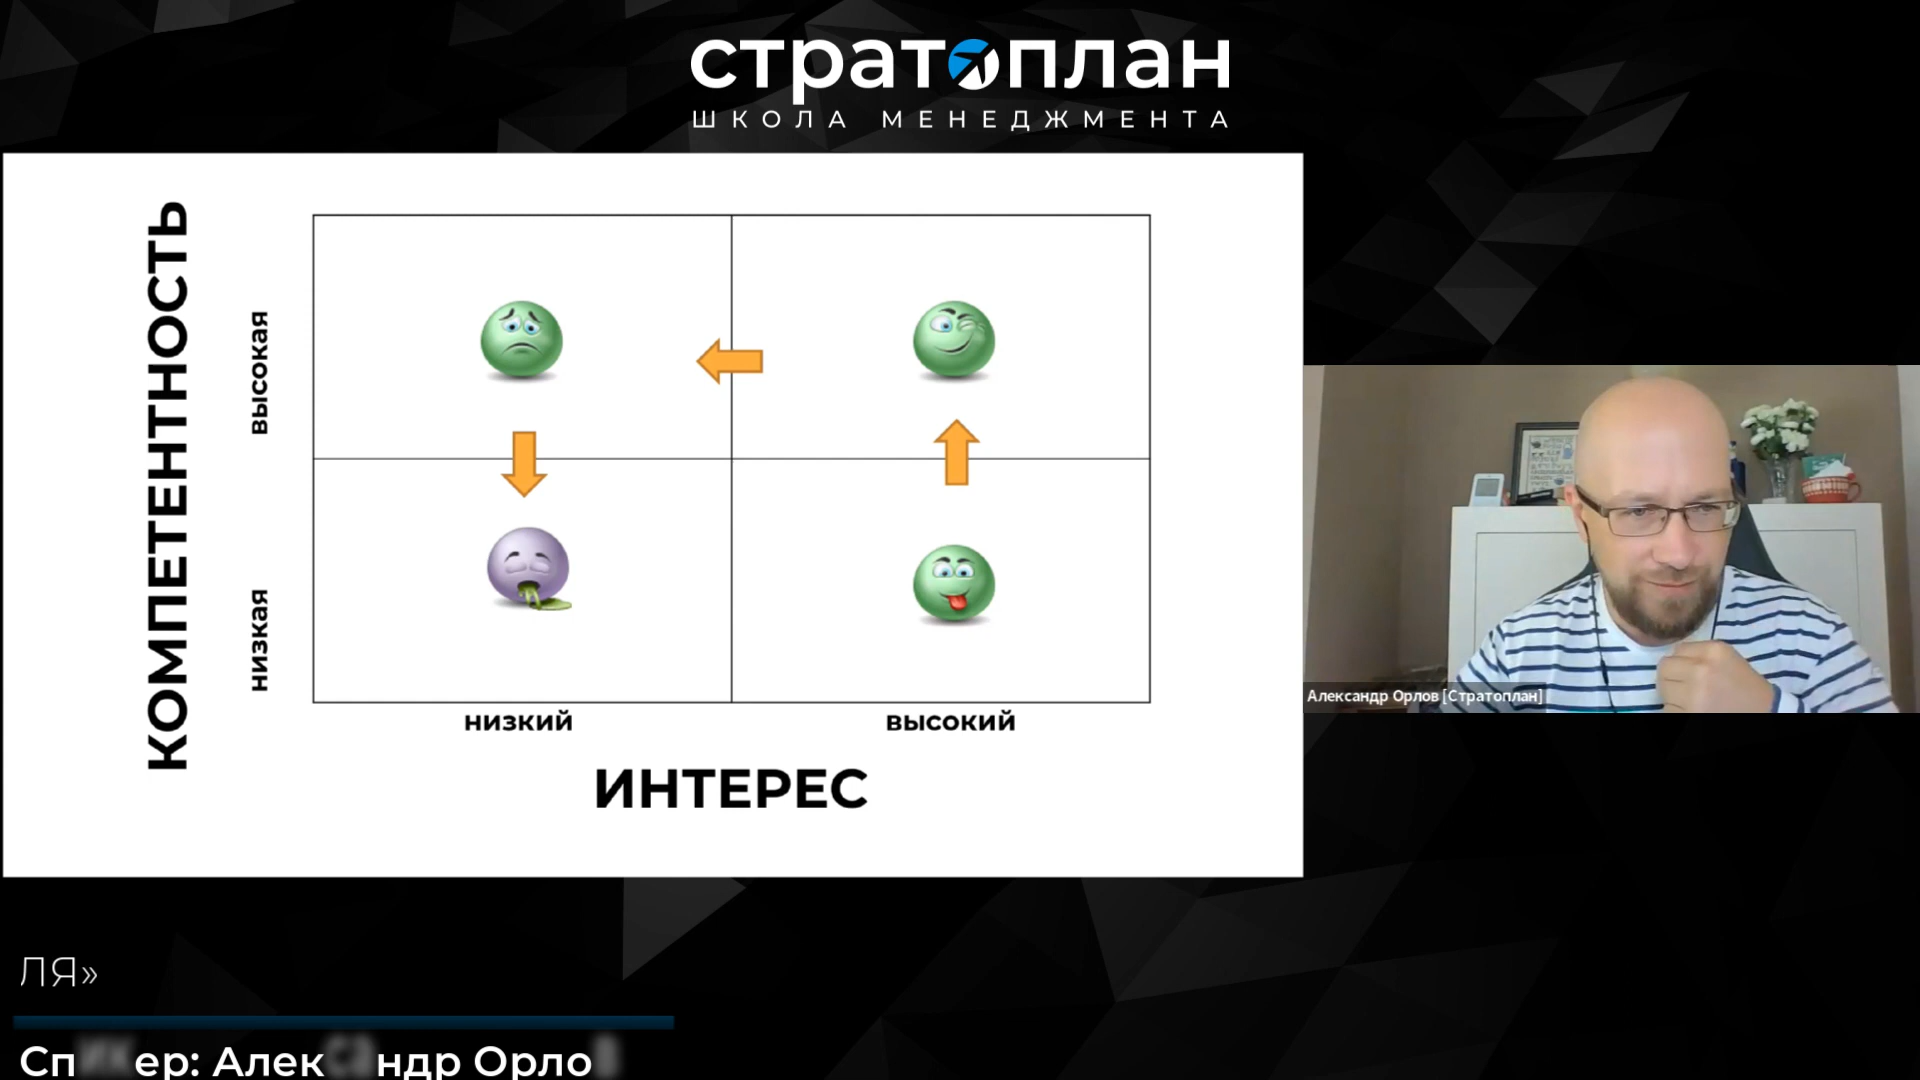 стратоплан
ШКОЛА МЕНЕДЖМЕНТА
КОМПЕТЕНТНОСТЬ
высокая
низкая
низкий
высокий
ИНТЕРЕС
Александр Орлов [Стратоплан]
ЛЯ»